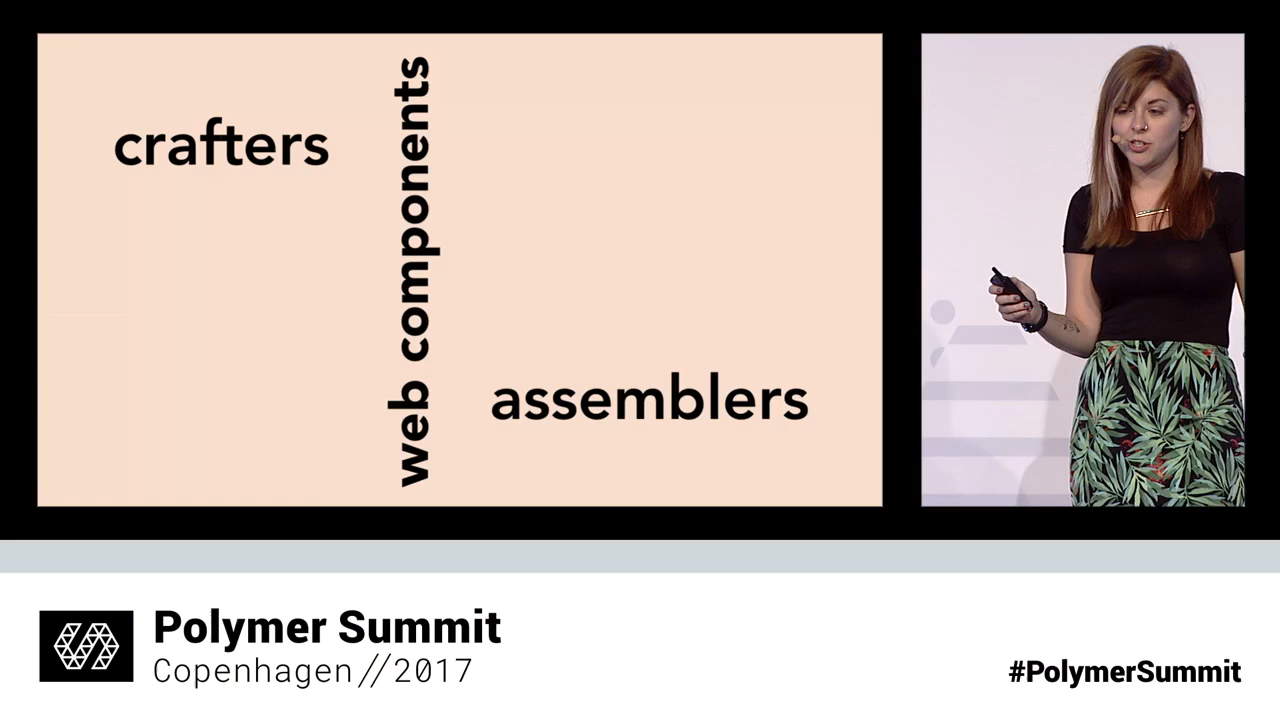 crafters
web components
assemblers
Polymer Summit
Copenhagen//2017
#PolymerSummit